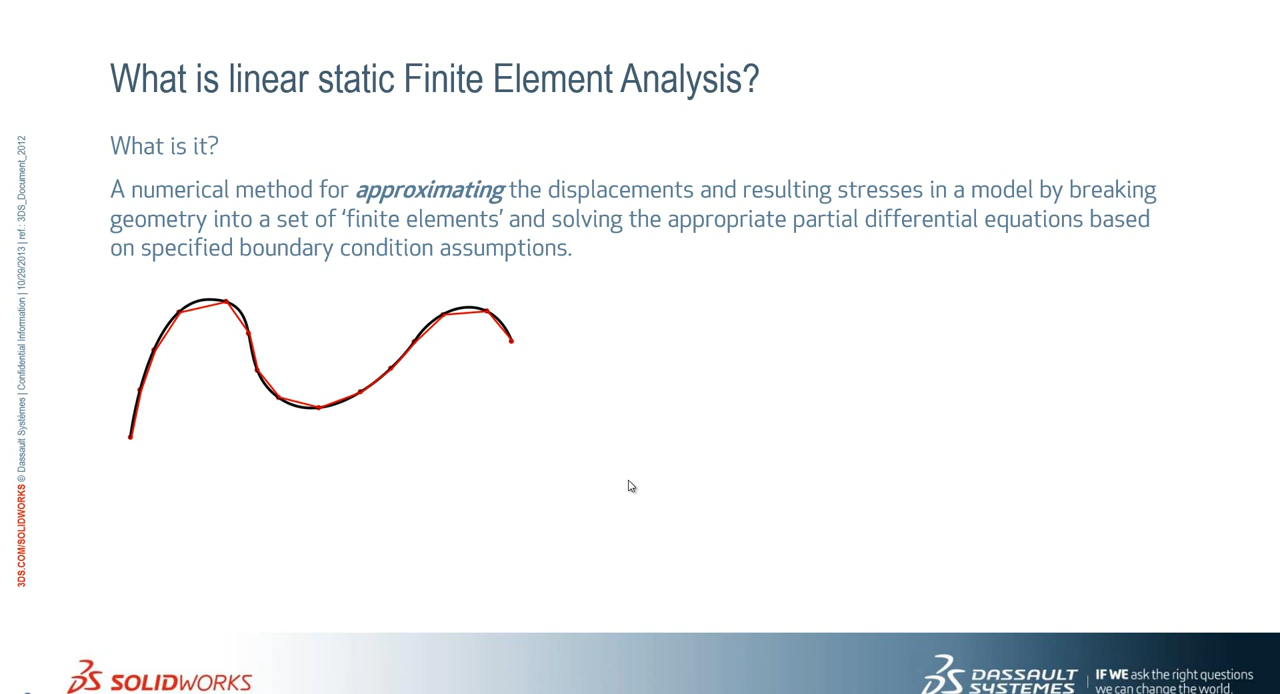 What is linear static Finite Element Analysis?
What is it?
A numerical method for approximating the displacements and resulting stresses in a model by breaking
geometry into a set of ‘finite elements’ and solving the appropriate partial differential equations based
on specified boundary condition assumptions.
3DS.COM/SOLIDWORKS © Dassault Systèmes | Confidential Information | 10/29/2013 | ref.: 3DS_Document_2012
SOLIDWORKS
DASSAULT
SYSTEMES
IF WE ask the right questions
we can change the world.